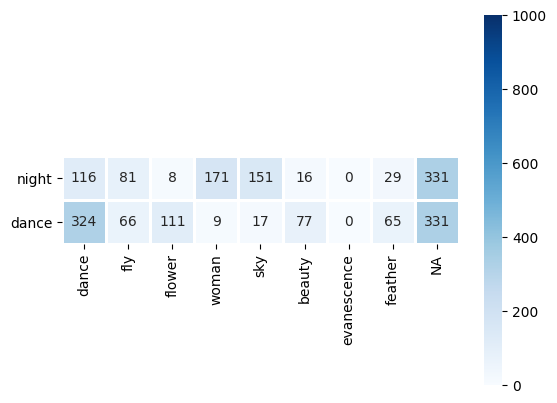 1000
800
600
400
200
0
night 116 81 8 171 151 16 0 29 331
dance 324 66 111 9 17 77 0 65 331
dance fly flower woman sky beauty evanescence feather NA